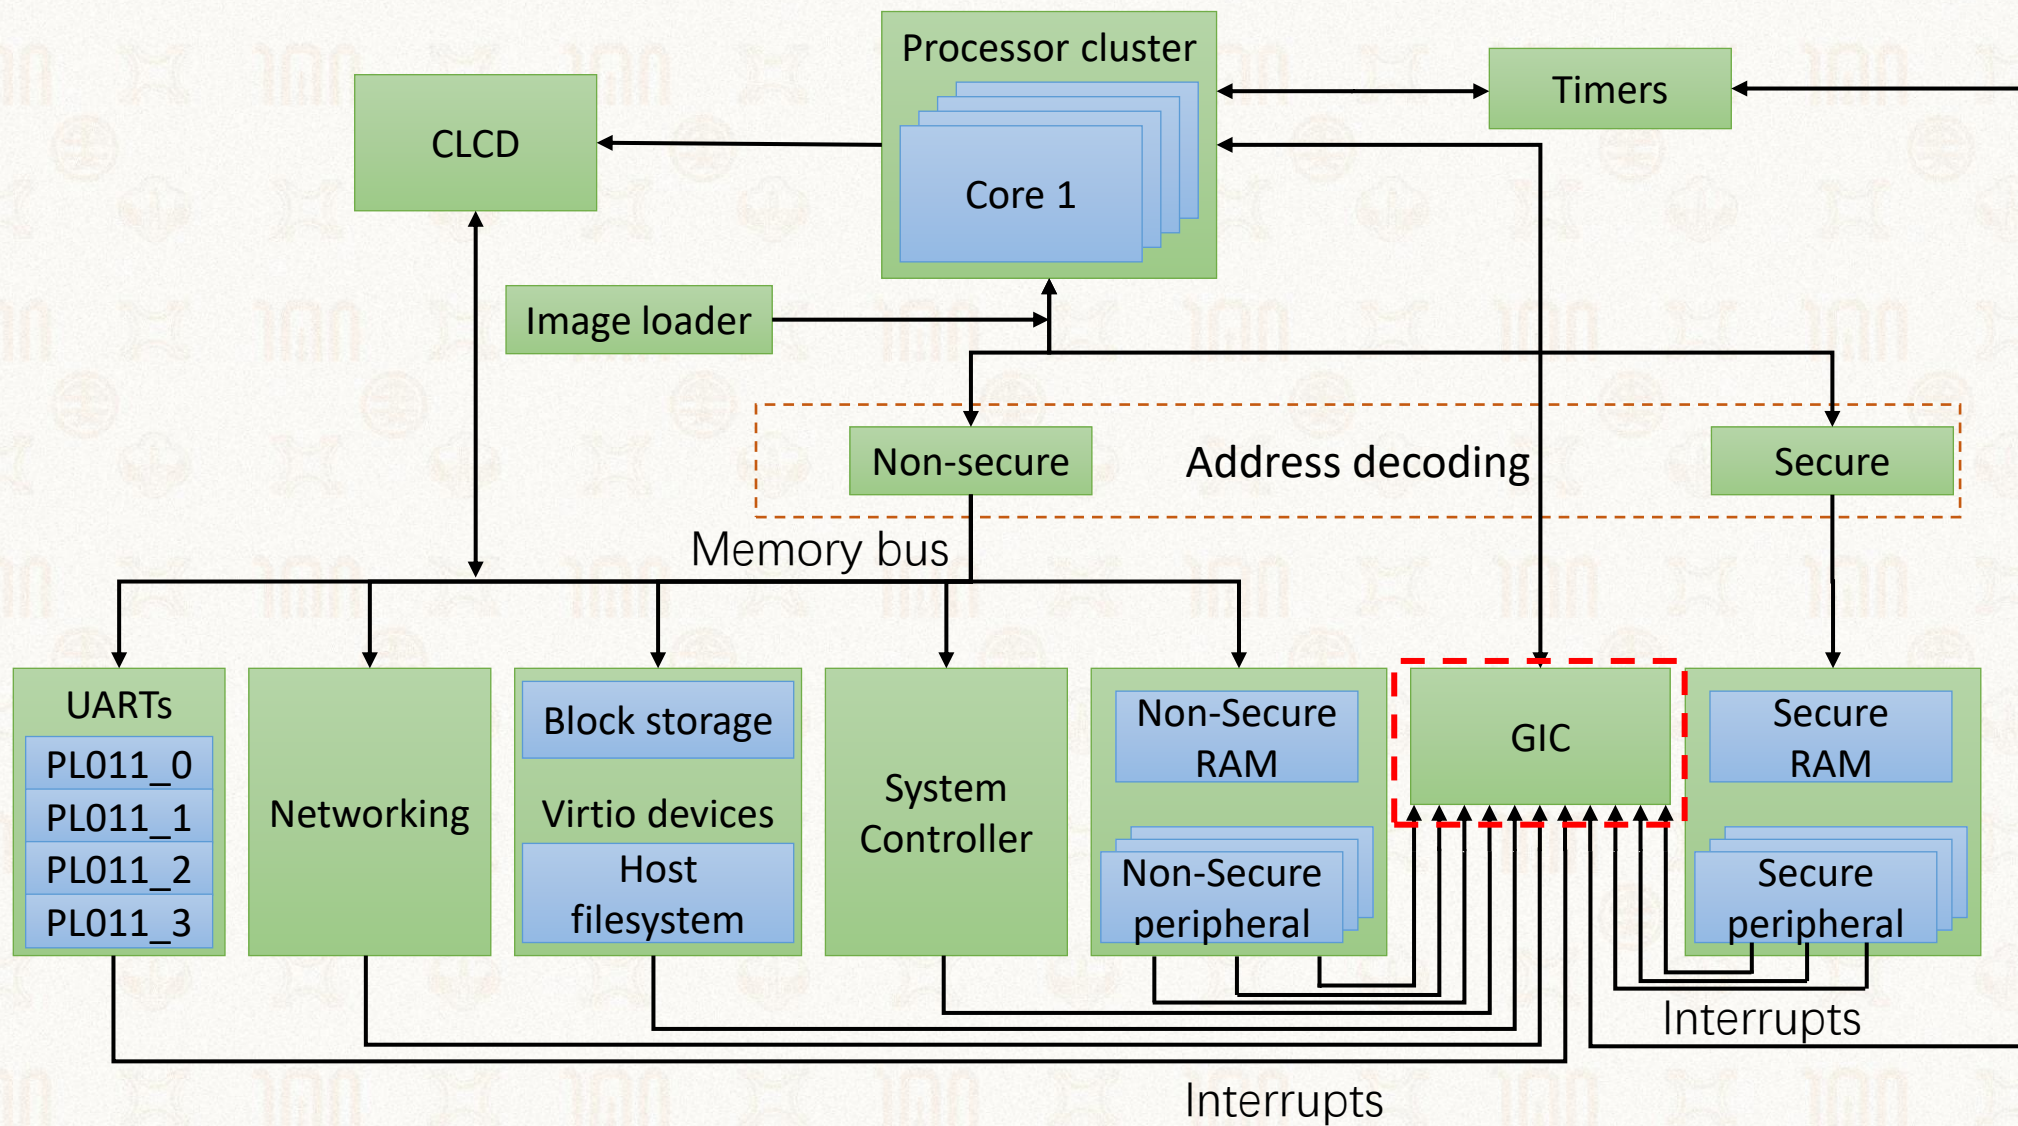 Processor cluster
Core 1
Timers
CLCD
Image loader
Non-secure
Address decoding
Secure
Memory bus
UARTs
PL011_0
PL011_1
PL011_2
PL011_3
Networking
Block storage
Virtio devices
Host
filesystem
System
Controller
Non-Secure
RAM
Non-Secure
peripheral
GIC
Secure
RAM
Secure
peripheral
Interrupts
Interrupts